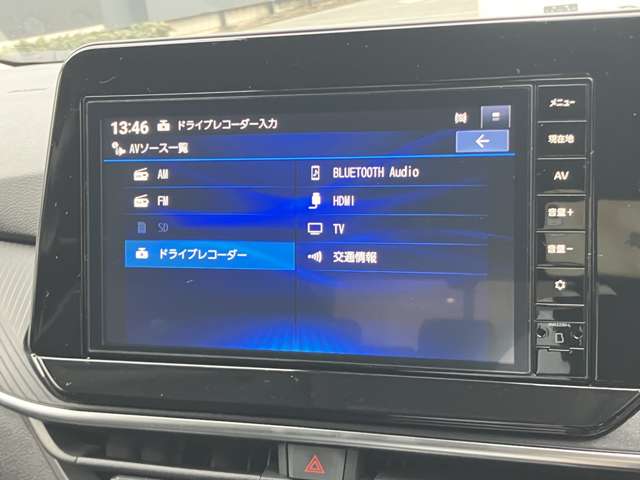 13:46 ドライブレコーダー入力
AVソース一覧
AM
FM
SD
ドライブレコーダー
BLUETOOTH Audio
HDMI
TV
交通情報
メニュー
現在地
AV
音量+
音量-